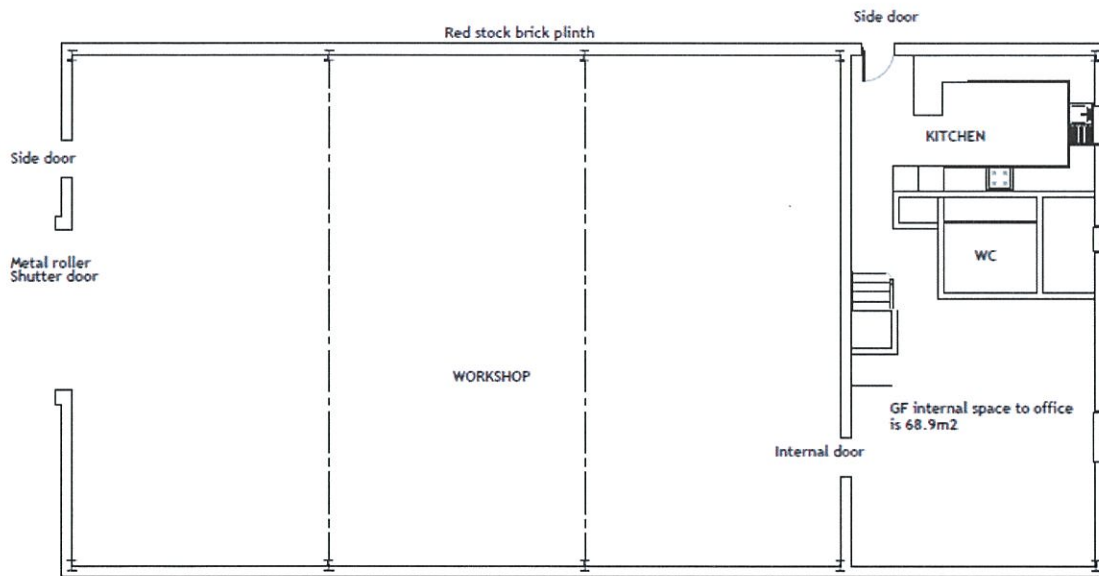 Side door
Red stock brick plinth
KITCHEN
Side door
WC
Metal roller
Shutter door
WORKSHOP
GF internal space to office
is 68.9m2
Internal door